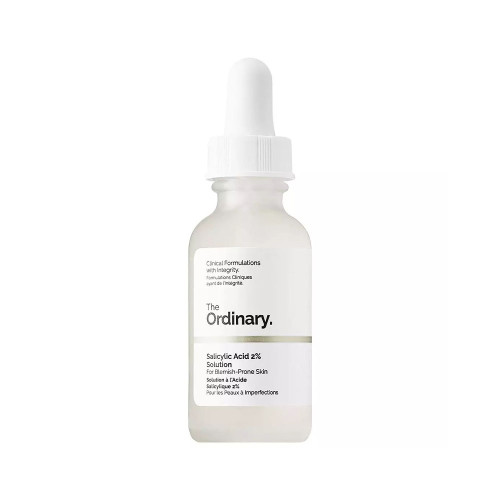 Clinical Formulations
with Integrity.
Formulations Cliniques
ayant de l'intégrité.
The
Ordinary.
Salicylic Acid 2%
Solution
For Blemish-Prone Skin
Solution à l'Acide
Salicylique 2%
Pour les Peaux à Imperfections